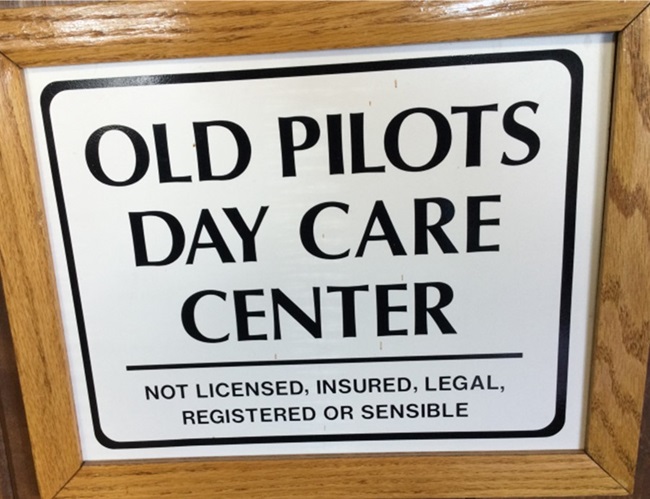 OLD PILOTS
DAY CARE
CENTER
NOT LICENSED, INSURED, LEGAL,
REGISTERED OR SENSIBLE